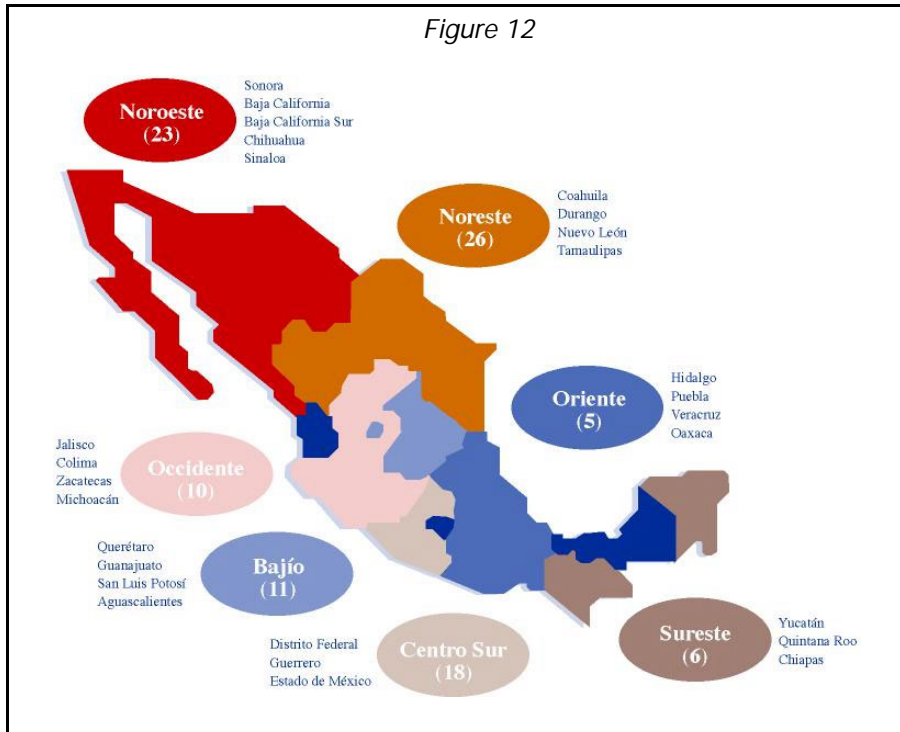 Figure 12
Noroeste
(23)
Sonora
Baja California
Baja California Sur
Chihuahua
Sinaloa
Noreste
(26)
Coahuila
Durango
Nuevo León
Tamaulipas
Oriente
(5)
Hidalgo
Puebla
Veracruz
Oaxaca
Jalisco
Colima
Zacatecas
Michoacán
Occidente
(10)
Querétaro
Guanajuato
San Luis Potosí
Aguascalientes
Bajío
(11)
Distrito Federal
Guerrero
Estado de México
Centro Sur
(18)
Sureste
(6)
Yucatán
Quintana Roo
Chiapas